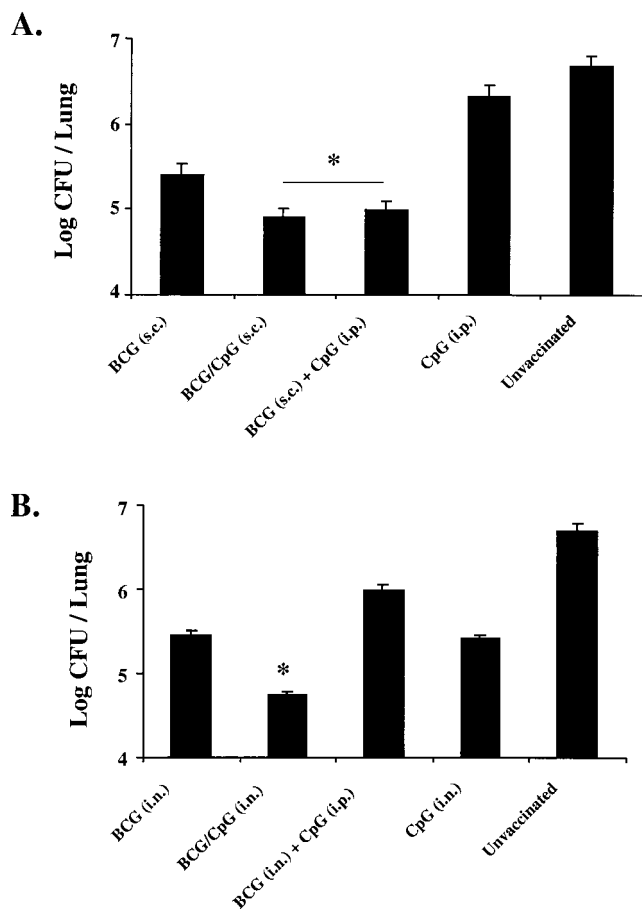 A.
Log CFU / Lung
7
6
5
4
*
BCG (s.c.)
BCG/CpG (s.c.)
BCG (s.c.) + CpG (i.p.)
CpG (i.p.)
Unvaccinated
B.
Log CFU / Lung
7
6
5
4
*
BCG (i.n.)
BCG/CpG (i.n.)
BCG (i.n.) + CpG (i.p.)
CpG (i.n.)
Unvaccinated